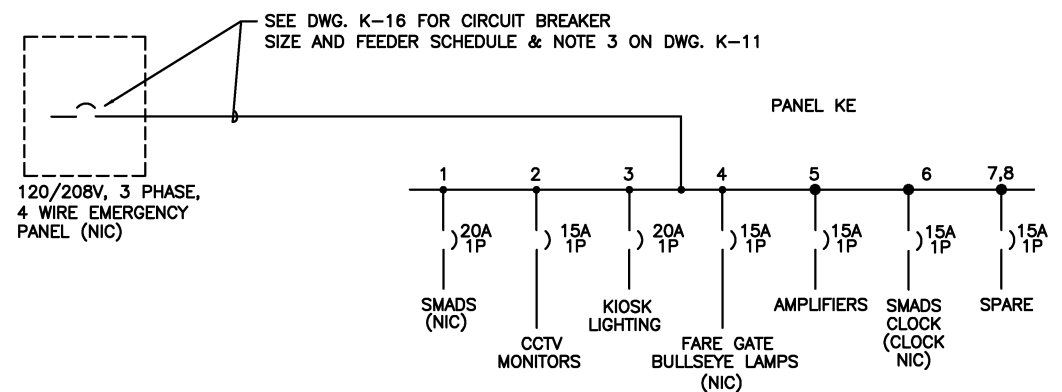 SEE DWG. K-16 FOR CIRCUIT BREAKER
SIZE AND FEEDER SCHEDULE & NOTE 3 ON DWG. K-11
PANEL KE
120/208V, 3 PHASE,
4 WIRE EMERGENCY
PANEL (NIC)
1 2 3 4 5 6 7,8
20A 15A 20A 15A 15A 15A 15A
1P 1P 1P 1P 1P 1P 1P
SMADS
(NIC)
CCTV
MONITORS
KIOSK
LIGHTING
FARE GATE
BULLSEYE LAMPS
(NIC)
AMPLIFIERS
SMADS
CLOCK
(CLOCK
NIC)
SPARE